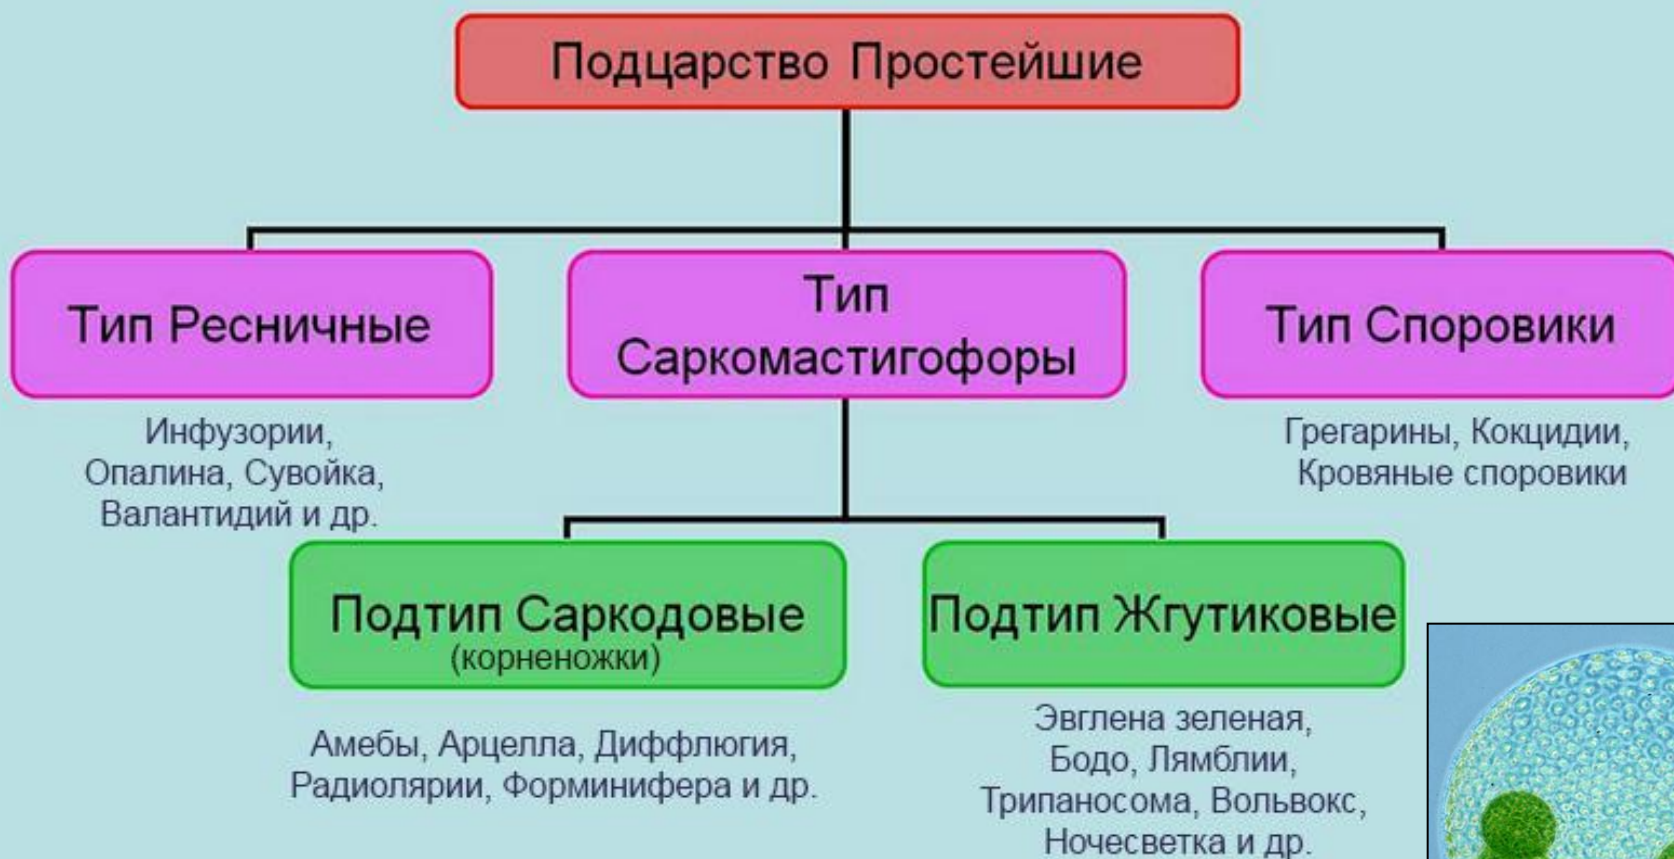 Подцарство Простейшие
Тип Ресничные
Тип
Саркомастигофоры
Тип Споровики
Инфузории,
Опалина, Сувойка,
Валантидий и др.
Грегарины, Кокцидии,
Кровяные споровики
Подтип Саркодовые
(корненожки)
Подтип Жгутиковые
Амебы, Арцелла, Диффлюгия,
Радиолярии, Форминифера и др.
Эвглена зеленая,
Бодо, Лямблии,
Трипаносома, Вольвокс,
Ночесветка и др.